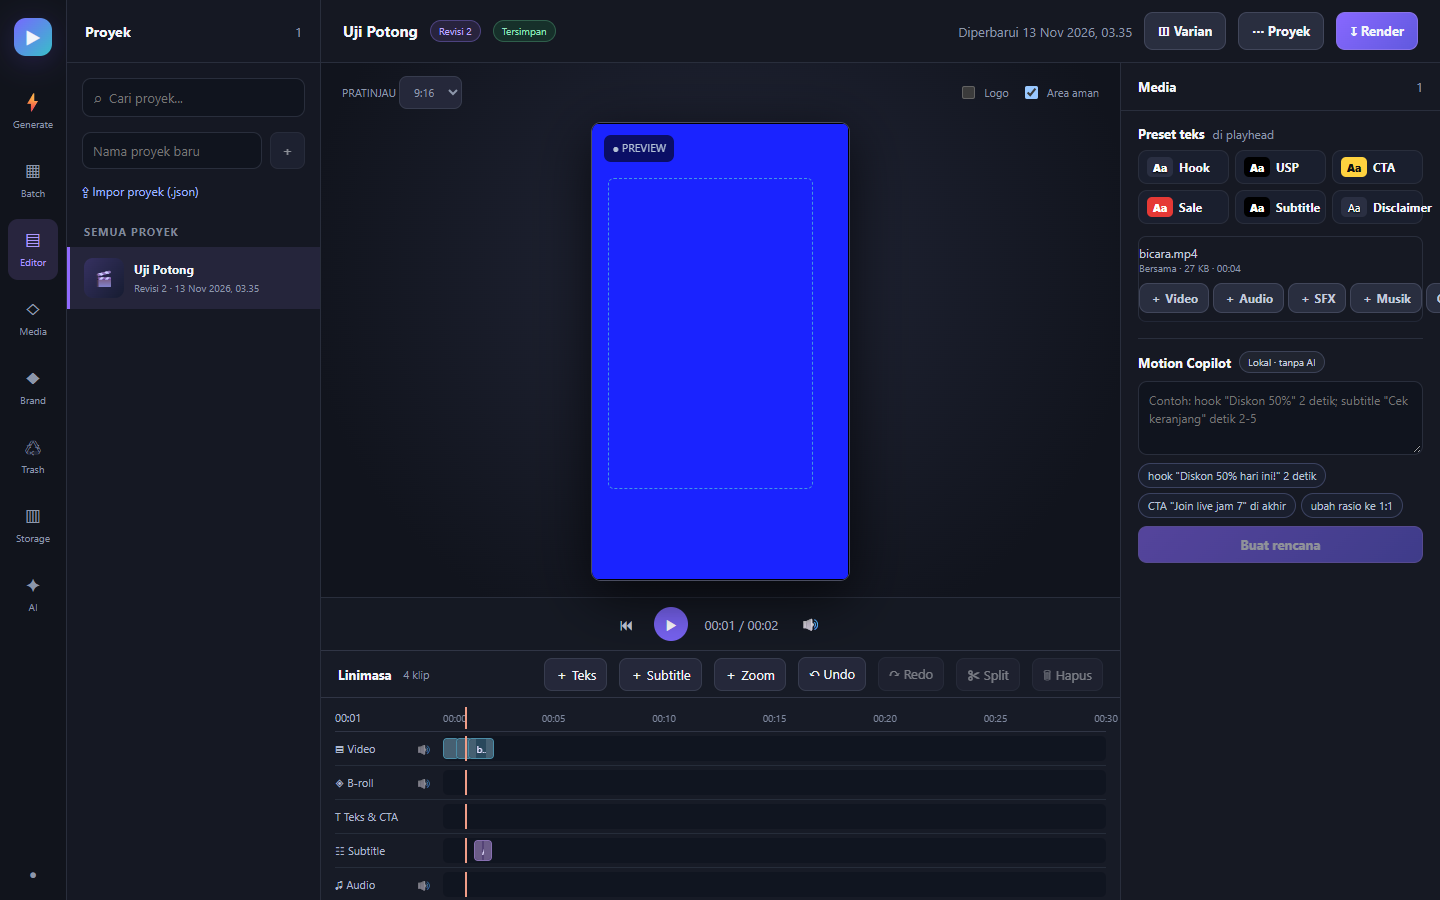 Generate
Batch
Editor
Media
Brand
Trash
Storage
AI
Proyek
1
Cari proyek...
Nama proyek baru
+
Impor proyek (.json)
SEMUA PROYEK
Uji Potong
Revisi 2 · 13 Nov 2026, 03.35
Uji Potong
Revisi 2
Tersimpan
Diperbarui 13 Nov 2026, 03.35
Varian
Proyek
Render
PRATINJAU
9:16
Logo
Area aman
PREVIEW
00:01 / 00:02
Linimasa
4 klip
+ Teks
+ Subtitle
+ Zoom
Undo
Redo
Split
Hapus
00:01
00:00
00:05
00:10
00:15
00:20
00:25
00:30
Video
b..
B-roll
T Teks & CTA
Subtitle
Audio
Media
1
Preset teks di playhead
Aa Hook
Aa USP
Aa CTA
Aa Sale
Aa Subtitle
Aa Disclaimer
bicara.mp4
Bersama · 27 KB · 00:04
+ Video
+ Audio
+ SFX
+ Musik
Motion Copilot
Lokal · tanpa AI
Contoh: hook "Diskon 50%" 2 detik; subtitle "Cek
keranjang" detik 2-5
hook "Diskon 50% hari ini!" 2 detik
CTA "Join live jam 7" di akhir
ubah rasio ke 1:1
Buat rencana